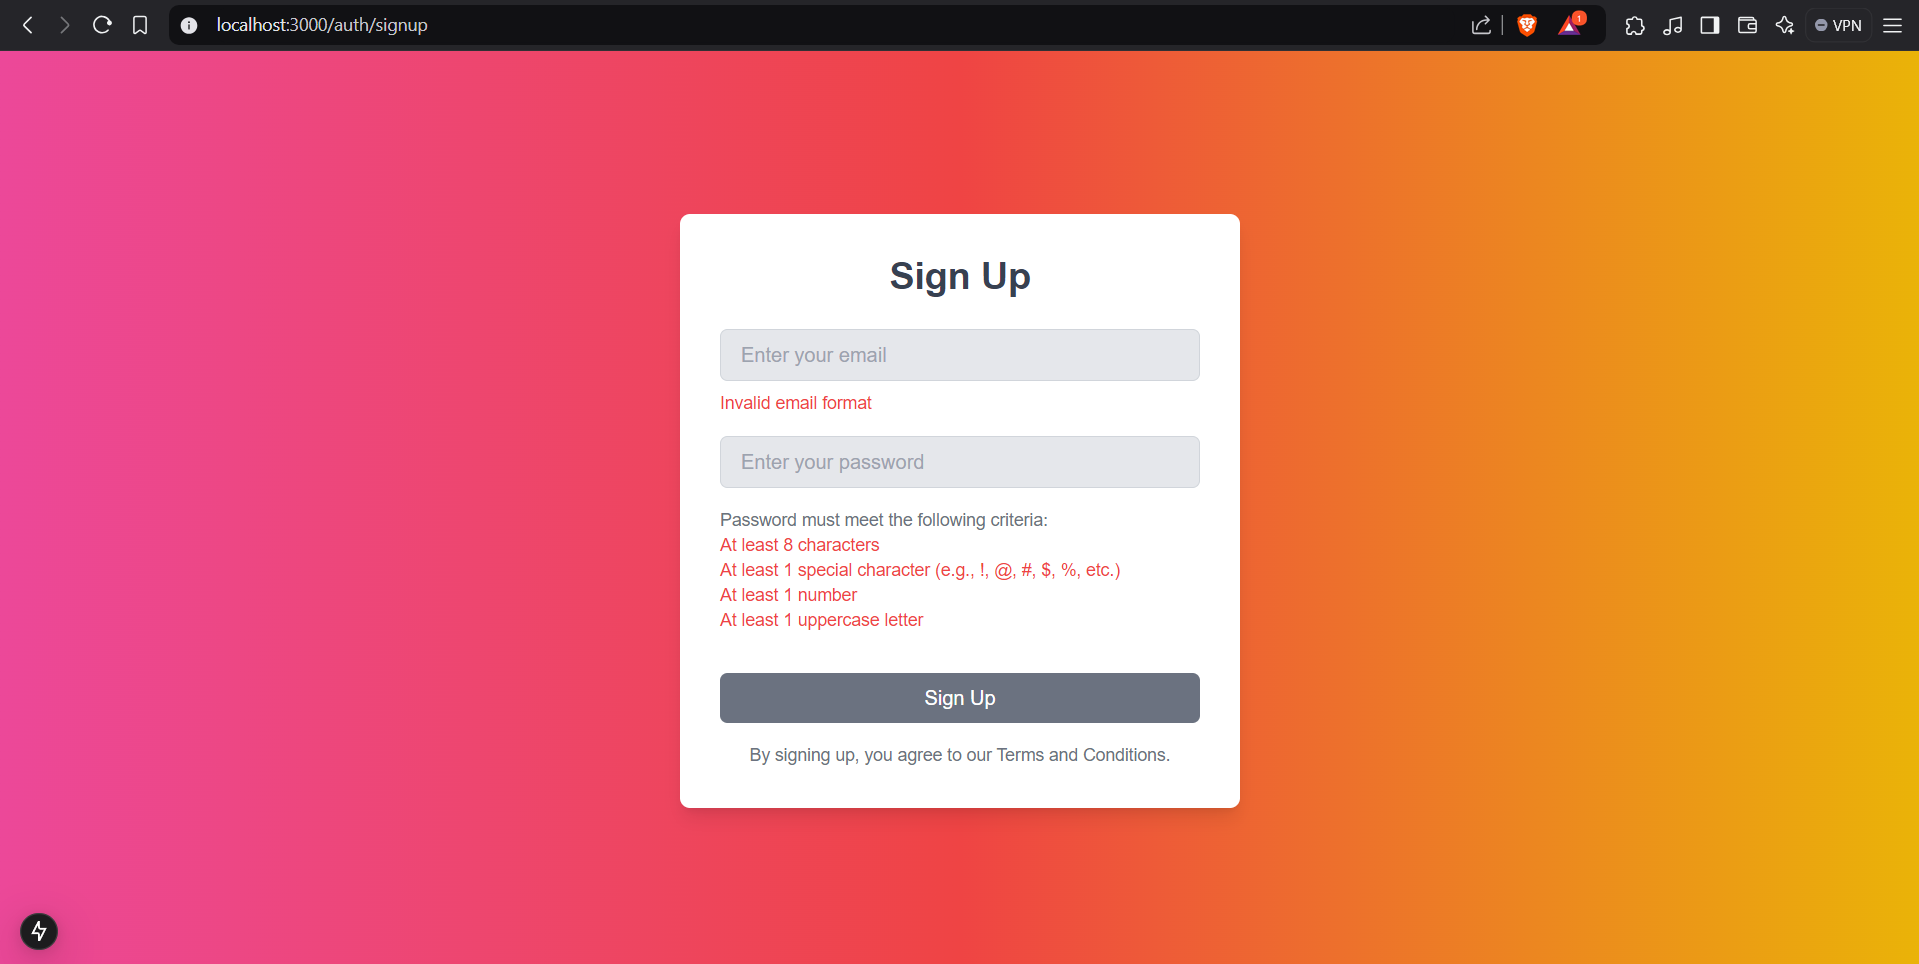 localhost:3000/auth/signup
1
VPN
Sign Up
Enter your email
Invalid email format
Enter your password
Password must meet the following criteria:
At least 8 characters
At least 1 special character (e.g., !, @, #, $, %, etc.)
At least 1 number
At least 1 uppercase letter
Sign Up
By signing up, you agree to our Terms and Conditions.